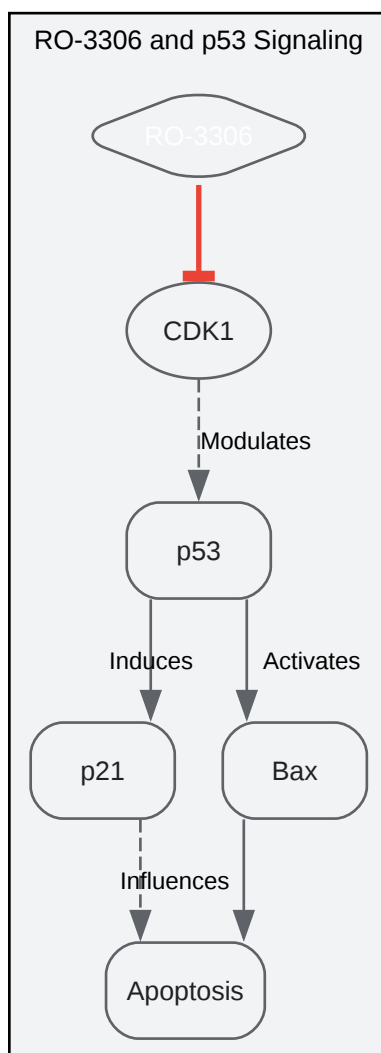 RO-3306 and p53 Signaling
RO-3306
CDK1
Modulates
p53
Induces
Activates
p21
Bax
Influences
Apoptosis